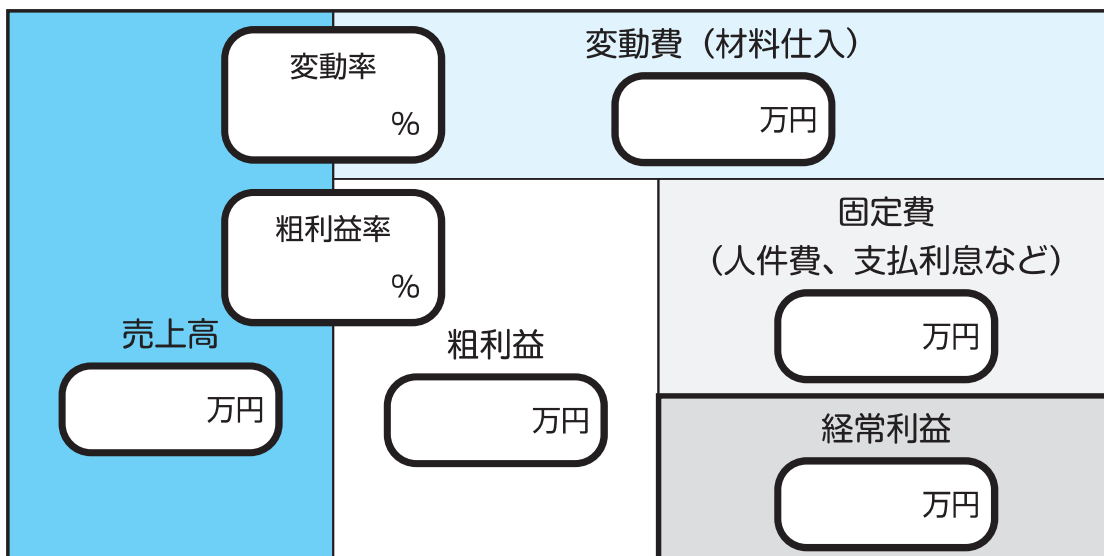 変動率
%
変動費（材料仕入）
万円
粗利益率
%
売上高
万円
粗利益
万円
固定費
（人件費、支払利息など）
万円
経常利益
万円